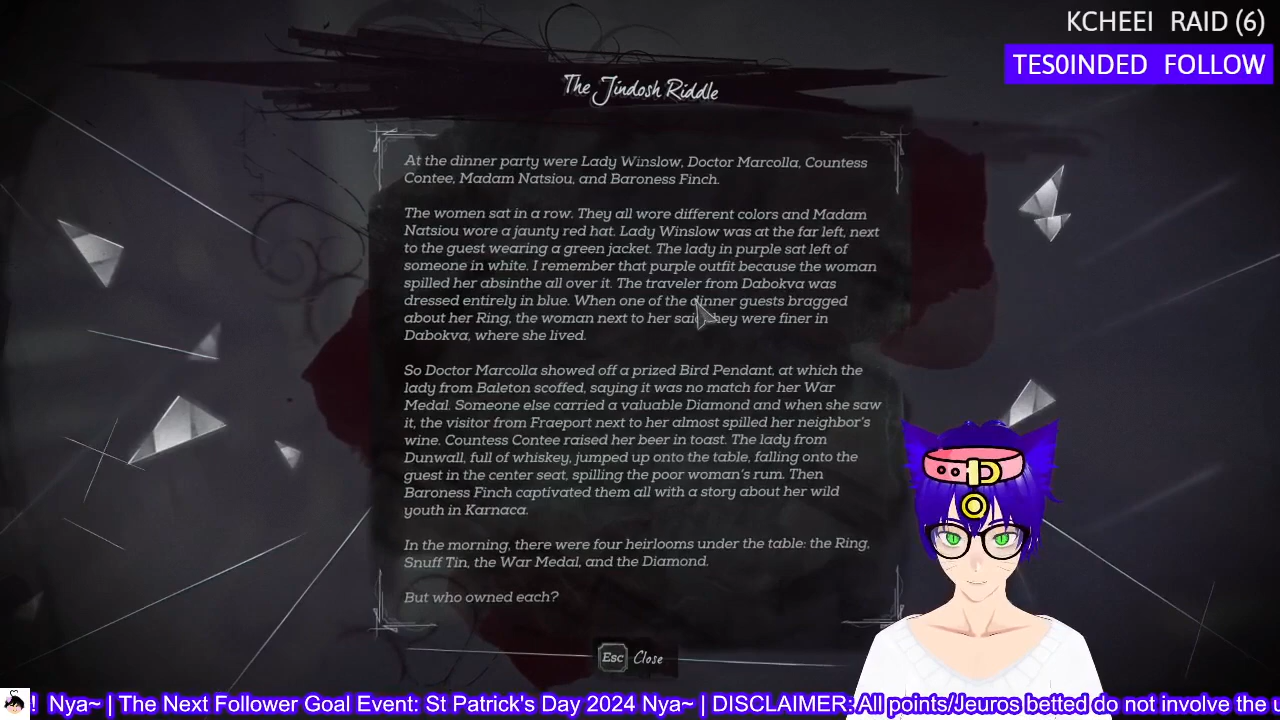 KCHEEI RAID (6)
TES0INDED FOLLOW
The Jindosh Riddle
At the dinner party were Lady Winslow, Doctor Marcolla, Countess
Contee, Madam Natsiou, and Baroness Finch.
The women sat in a row. They all wore different colors and Madam
Natsiou wore a jaunty red hat. Lady Winslow was at the far left, next
to the guest wearing a green jacket. The lady in purple sat left of
someone in white. I remember that purple outfit because the woman
spilled her absinthe all over it. The traveler from Dabokva was
dressed entirely in blue. When one of the dinner guests bragged
about her Ring, the woman next to her said they were finer in
Dabokva, where she lived.
So Doctor Marcolla showed off a prized Bird Pendant, at which the
lady from Baleton scoffed, saying it was no match for her War
Medal. Someone else carried a valuable Diamond and when she saw
it, the visitor from Fraeport next to her almost spilled her neighbor's
wine. Countess Contee raised her beer in toast. The lady from
Dunwall, full of whiskey, jumped up onto the table, falling onto the
guest in the center seat, spilling the poor woman's rum. Then
Baroness Finch captivated them all with a story about her wild
youth in Karnaca.
In the morning, there were four heirlooms under the table: the Ring,
Snuff Tin, the War Medal, and the Diamond.
But who owned each?
Esc Close
! Nya~ | The Next Follower Goal Event: St Patrick's Day 2024 Nya~ | DISCLAIMER: All points/Jeuros betted do not involve the